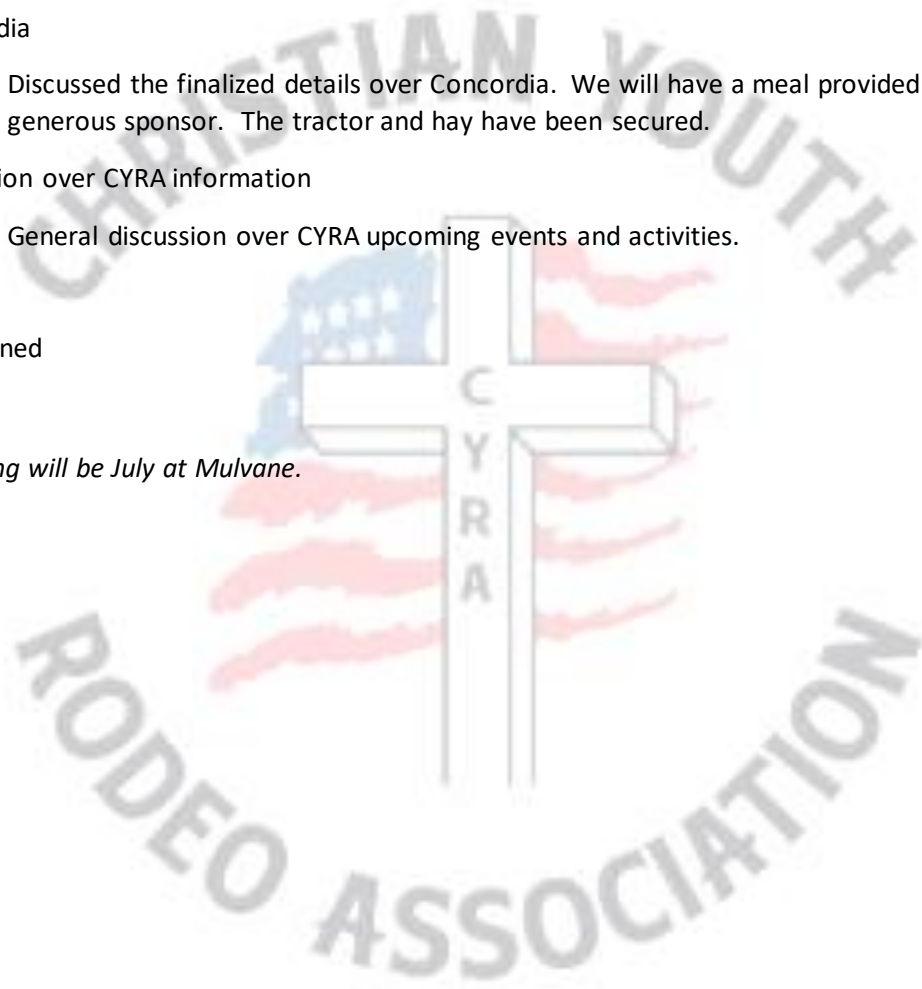 dia
Discussed the finalized details over Concordia. We will have a meal provided
generous sponsor. The tractor and hay have been secured.
ion over CYRA information
General discussion over CYRA upcoming events and activities.
ned
ng will be July at Mulvane.
CHRISTIAN YOUTH
C
Y
R
A
RODEO ASSOCIATION